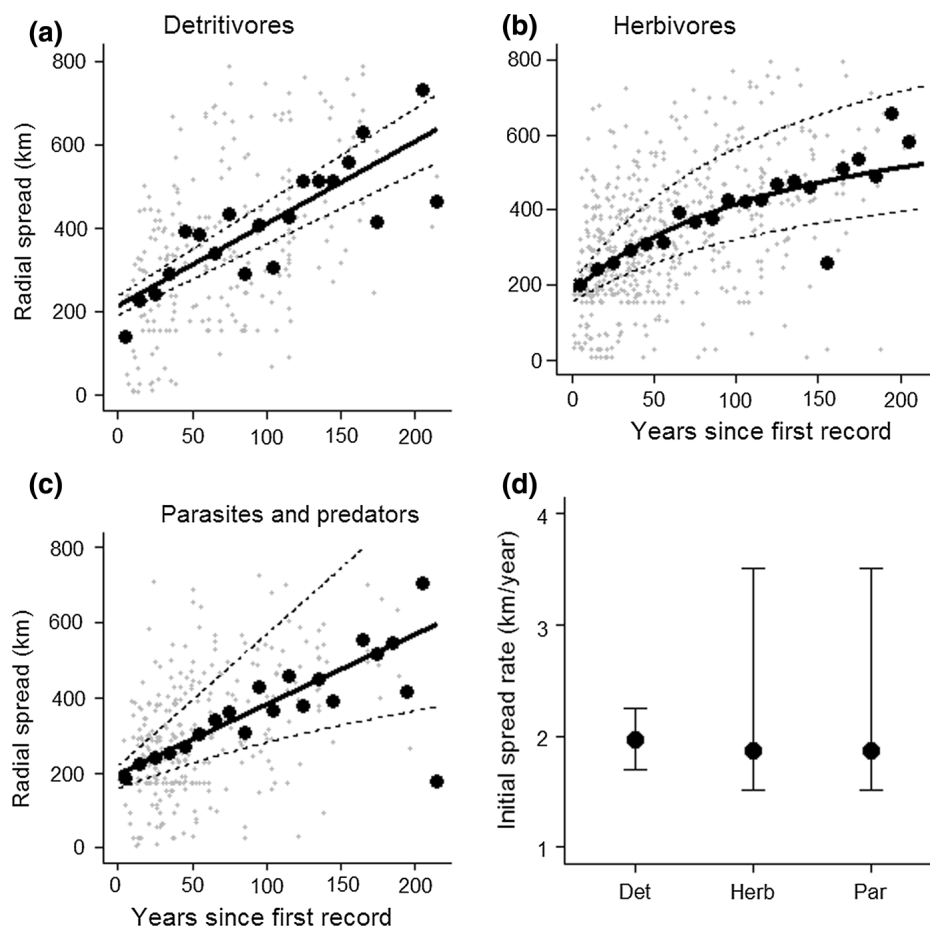 (a) Detritivores
800
600
400
200
0
Radial spread (km)
0 50 100 150 200
(b) Herbivores
800
600
400
200
0
0 50 100 150 200
Years since first record
(c)
Parasites and predators
800
600
400
200
0
Radial spread (km)
0 50 100 150 200
Years since first record
(d)
4
3
2
1
Initial spread rate (km/year)
Det Herb Par